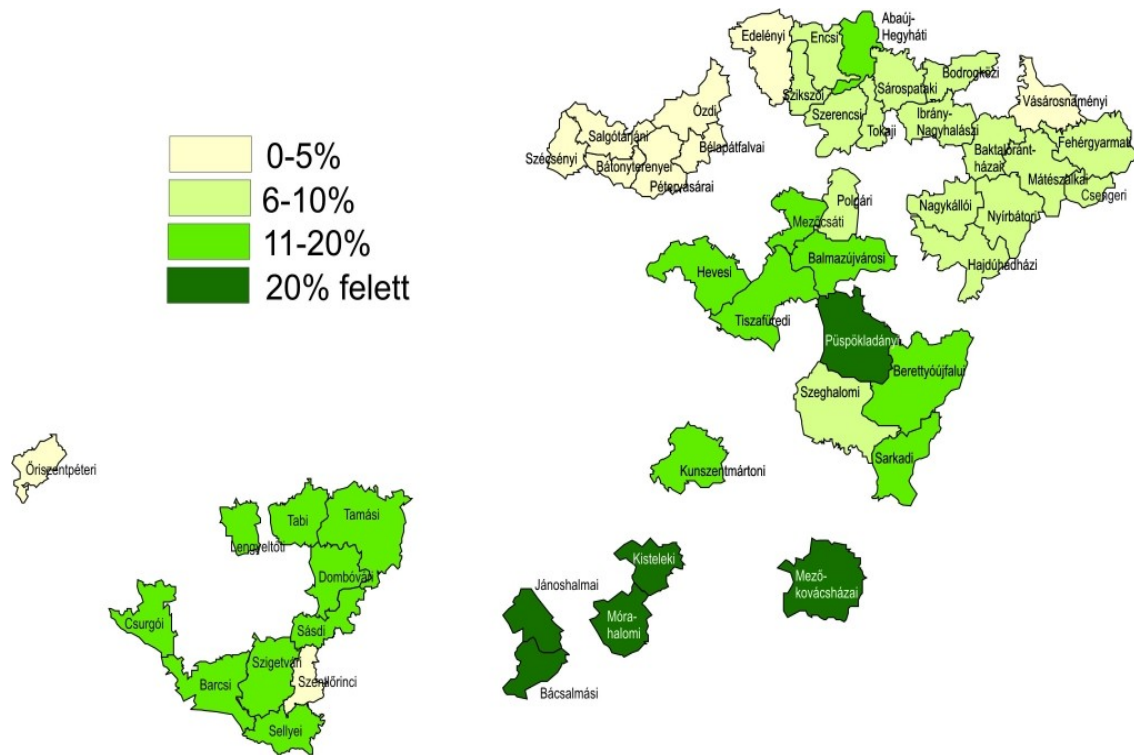 0-5%
6-10%
11-20%
20% felett
Abaúj-
Hegyháti
Edelényi
Encsi
Bodrogközi
Sárospataki
Szikszói
Szerencsi
Tokaji
Ibrány-
Nagyhalászi
Vásárosnaményi
Fehérgyarmati
Baktalóránt-
házak
Mátészalkai
Csengeri
Nagykállói
Nyírbátori
Hajdúhadházi
Ózdi
Salgótarjáni
Szécsényi
Bátonyterenyei
Bélapátfalvai
Pétervásárai
Polgári
Mezőcsáti
Hevesi
Balmazújvárosi
Tiszafüredi
Püspökladányi
Berettyóújfalui
Szeghalomi
Sarkadi
Kunszentmártoni
Őriszentpéteri
Lengyeltóti
Tabi
Tamási
Dombóvári
Csurgói
Sásdi
Szigetvári
Barcsi
Szentlőrinci
Sellyei
Jánoshalmai
Bácsalmási
Kisteleki
Móra-
halomi
Mező-
kovácsházai